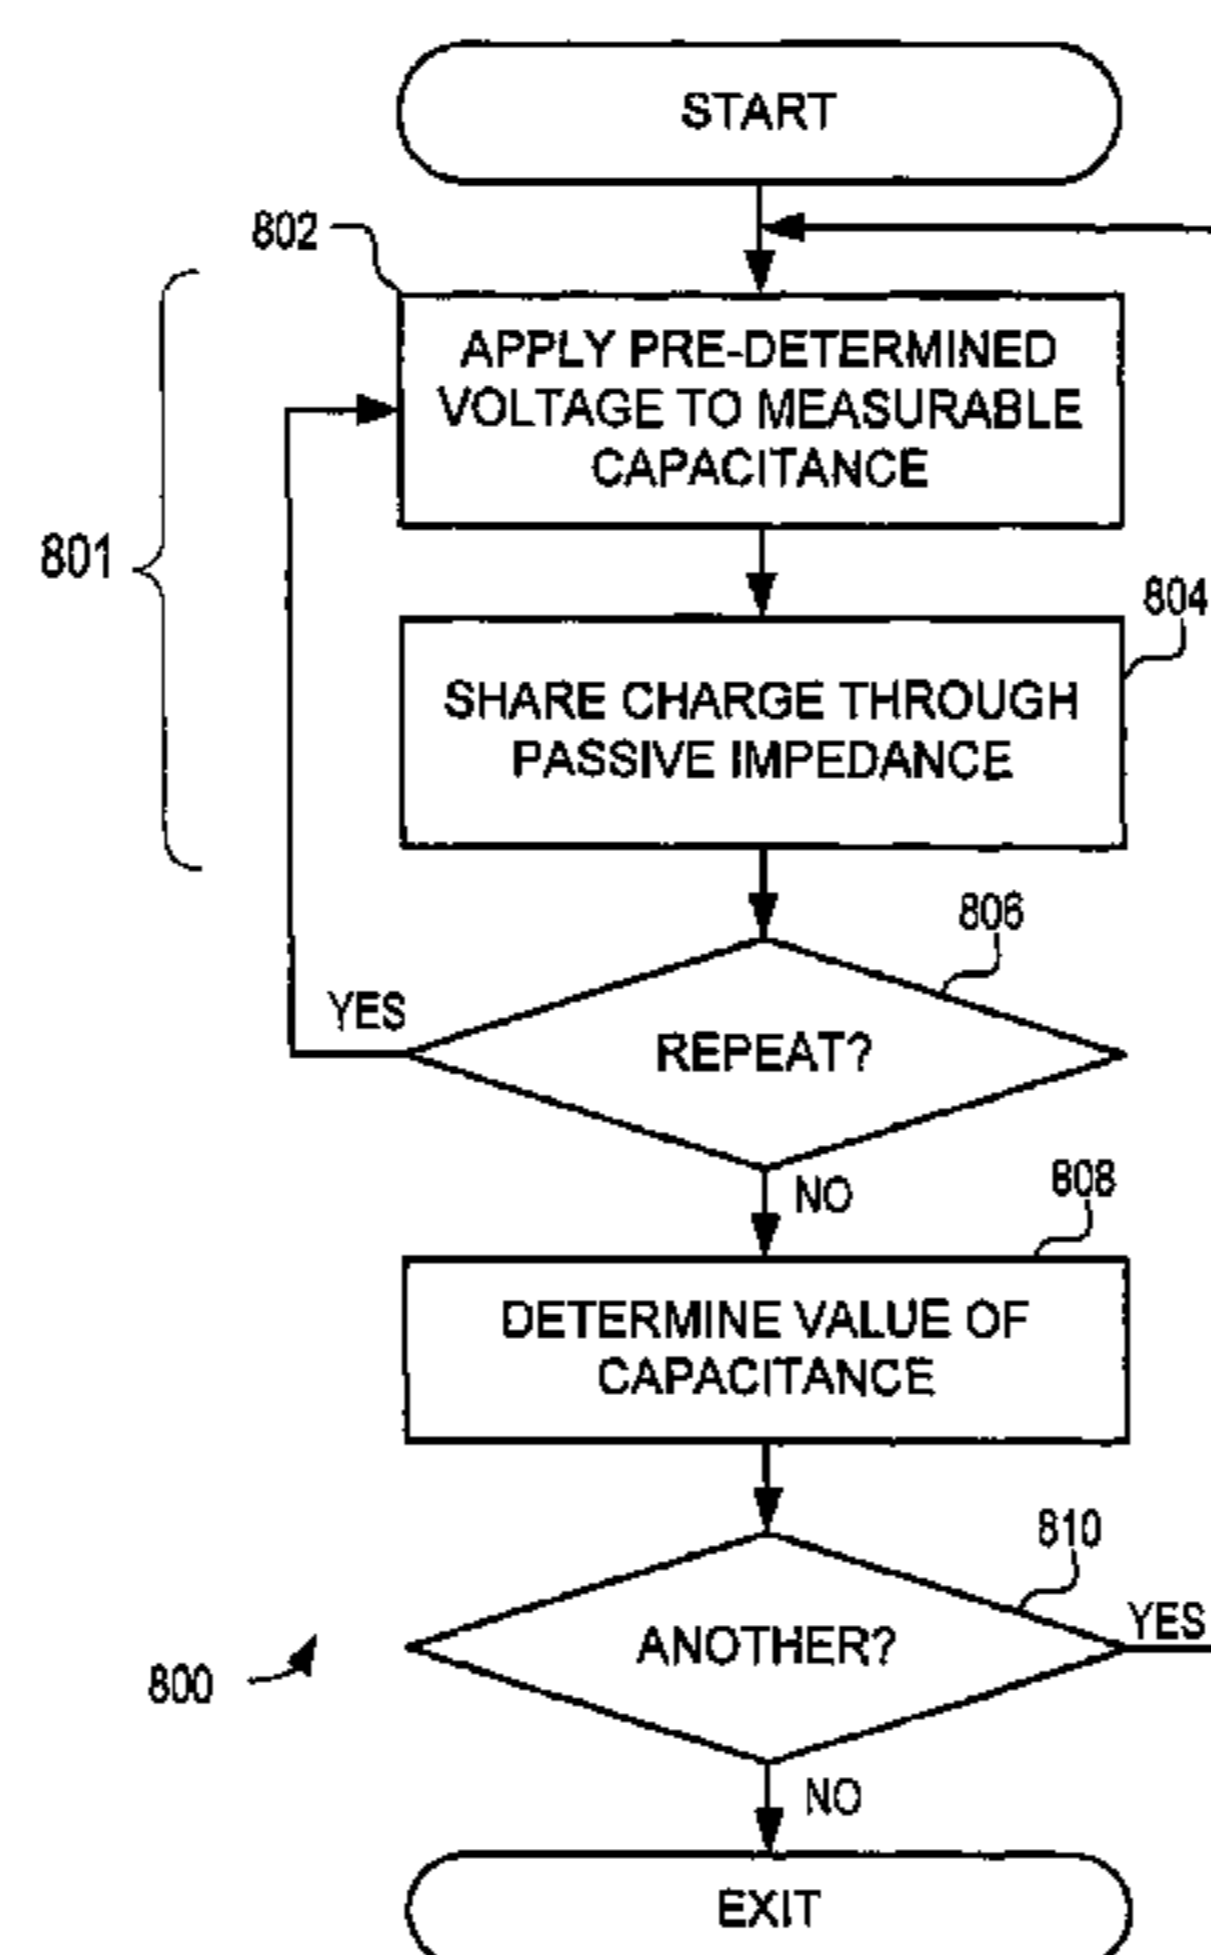 START
802
APPLY PRE-DETERMINED
VOLTAGE TO MEASURABLE
CAPACITANCE
801
804
SHARE CHARGE THROUGH
PASSIVE IMPEDANCE
806
YES
REPEAT?
NO
808
DETERMINE VALUE OF
CAPACITANCE
810
YES
ANOTHER?
800
NO
EXIT